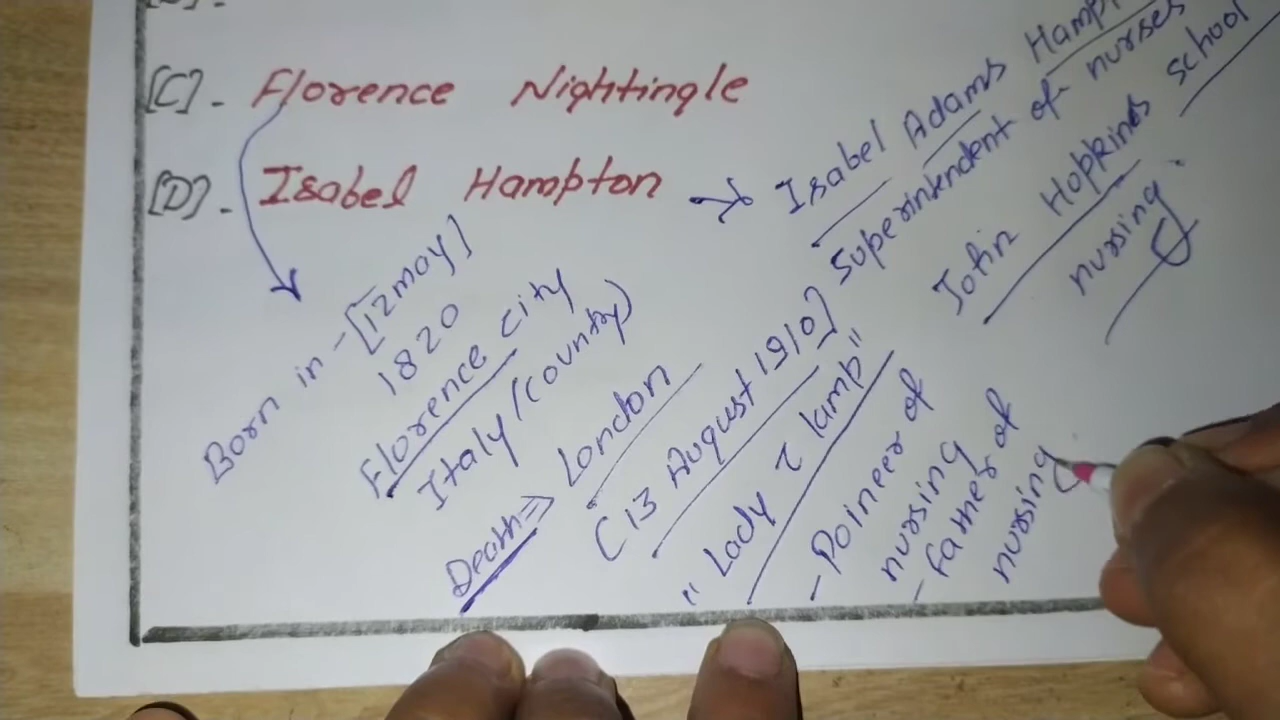 [C]. Florence Nightingle
[D]. Isabel Hampton
Isabel Adams
Superintendent of nurses
John Hopkins school
nursing.
Born in - [12 may]
1820
Florence city
Italy (country)
Death ⇒ London
(13 August 1910]
"Lady τ lamp"
- Poineer of
nursing
- father of
nursing